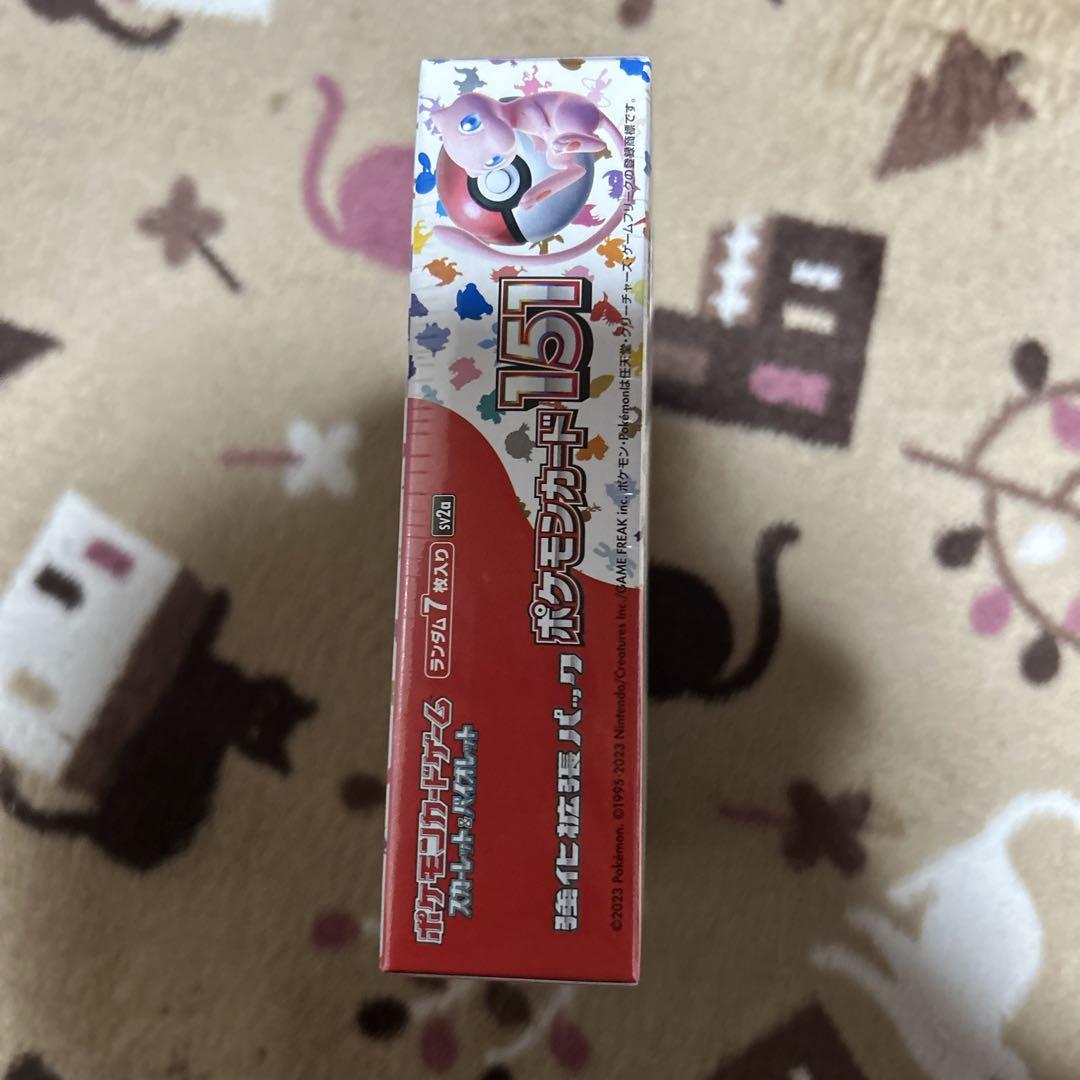 ポケモンカードゲーム
スカーレット&バイオレット
ランダム7枚入り
sv2a
強化拡張パック
ポケモンカード151
©2023 Pokémon. ©1995-2023 Nintendo/Creatures Inc./GAME FREAK inc. ポケモン・Pokémonは任天堂・クリーチャーズ・ゲームフリークの登録商標です。